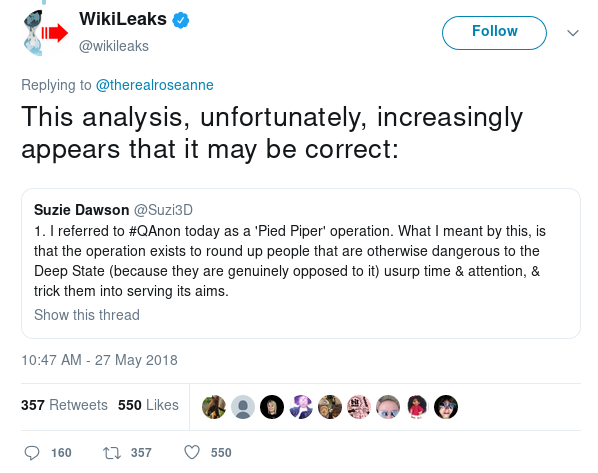 WikiLeaks
@wikileaks
Follow
Replying to @therealroseanne
This analysis, unfortunately, increasingly
appears that it may be correct:
Suzie Dawson @Suzi3D
1. I referred to #QAnon today as a 'Pied Piper' operation. What I meant by this, is
that the operation exists to round up people that are otherwise dangerous to the
Deep State (because they are genuinely opposed to it) usurp time & attention, &
trick them into serving its aims.
Show this thread
10:47 AM - 27 May 2018
357 Retweets 550 Likes
160 357 550